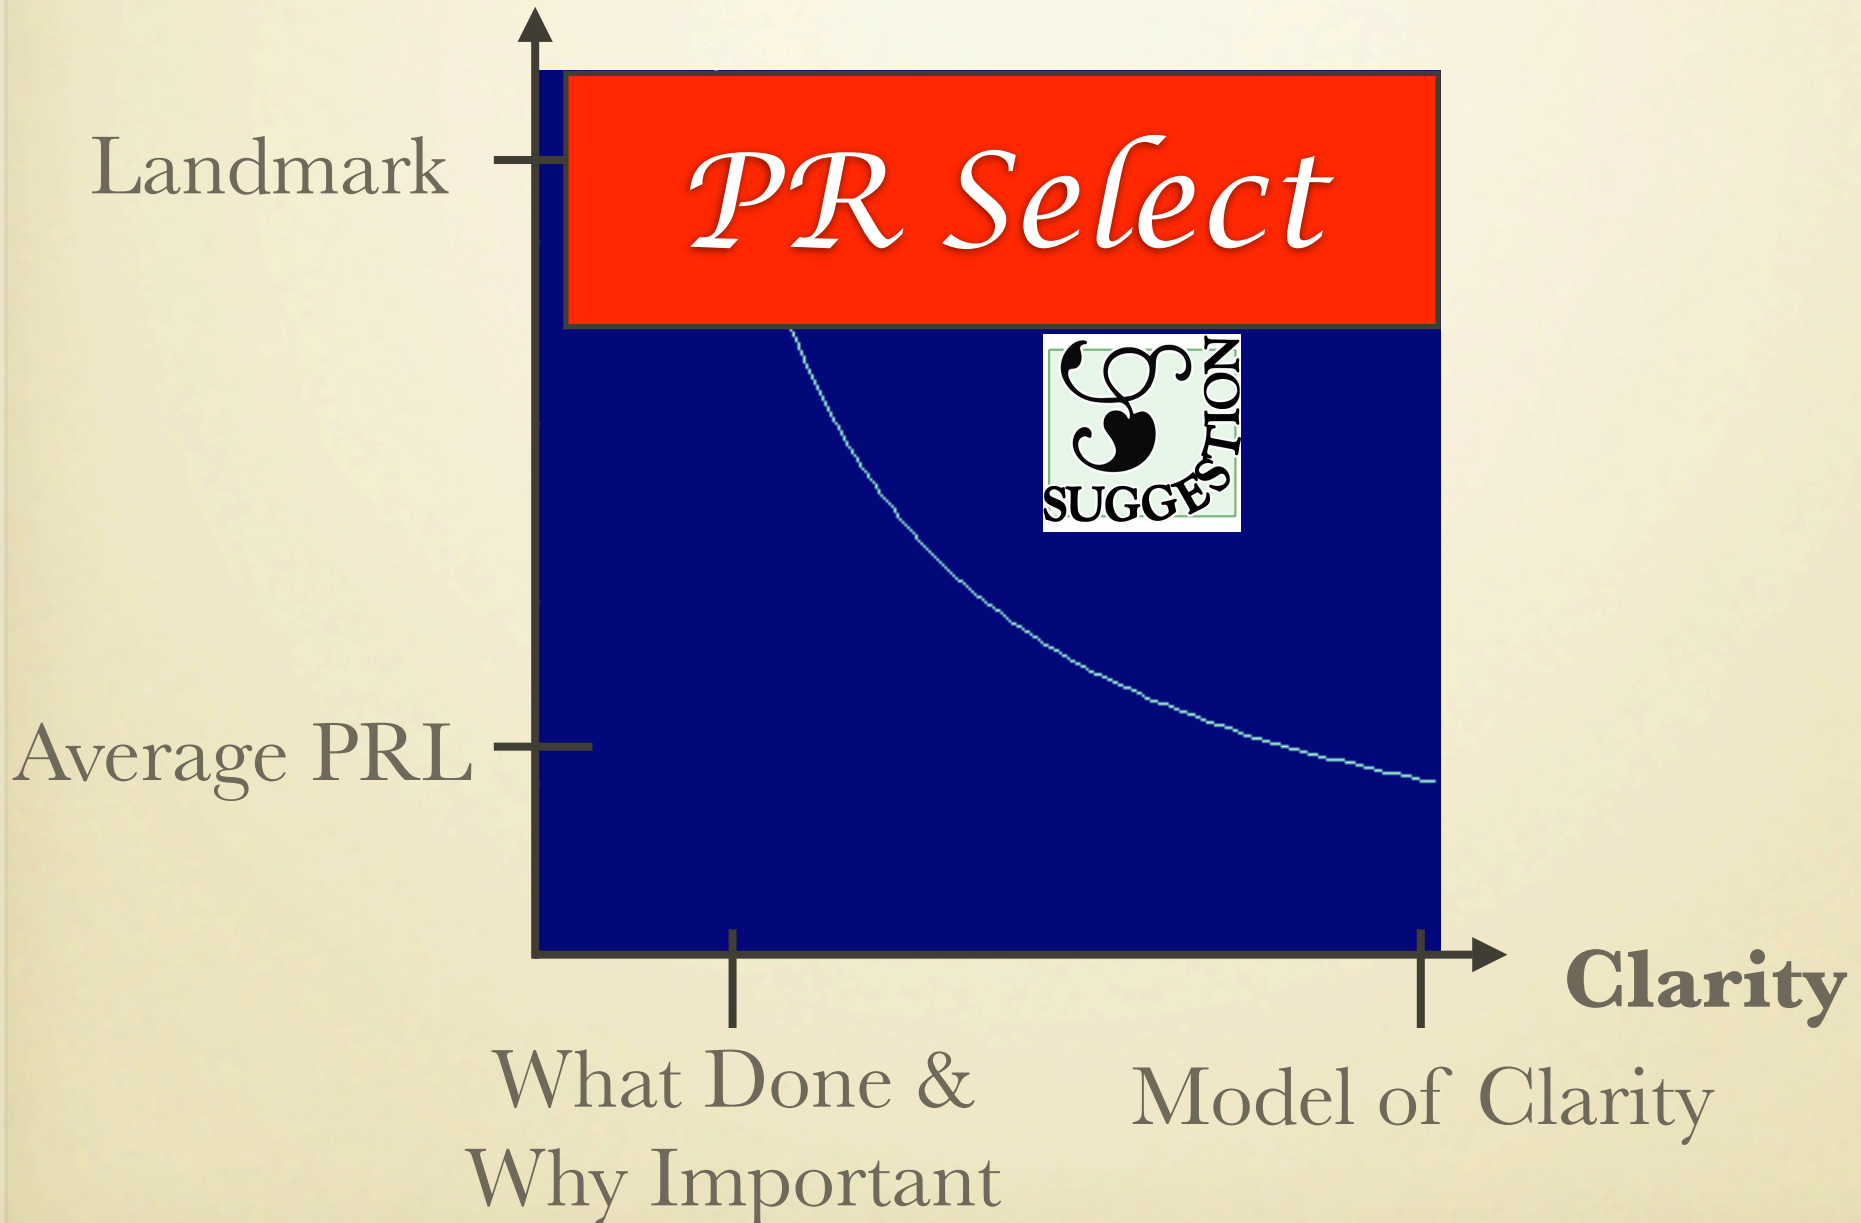 PR Select
Landmark
SUGGESTION
Average PRL
Clarity
What Done &
Why Important
Model of Clarity